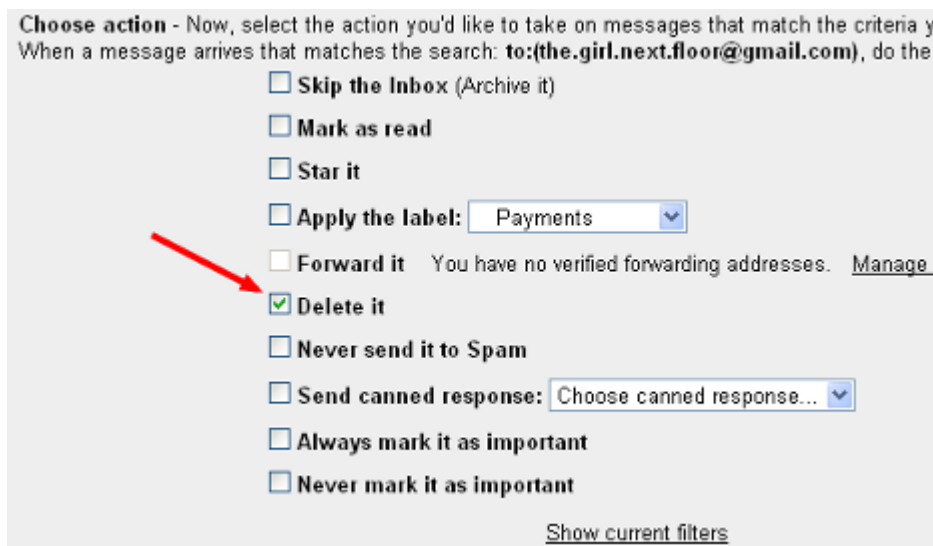 Choose action - Now, select the action you'd like to take on messages that match the criteria y
When a message arrives that matches the search: to:(the.girl.next.floor@gmail.com), do the
Skip the Inbox (Archive it)
Mark as read
Star it
Apply the label: Payments
Forward it You have no verified forwarding addresses. Manage
Delete it
Never send it to Spam
Send canned response: Choose canned response...
Always mark it as important
Never mark it as important
Show current filters